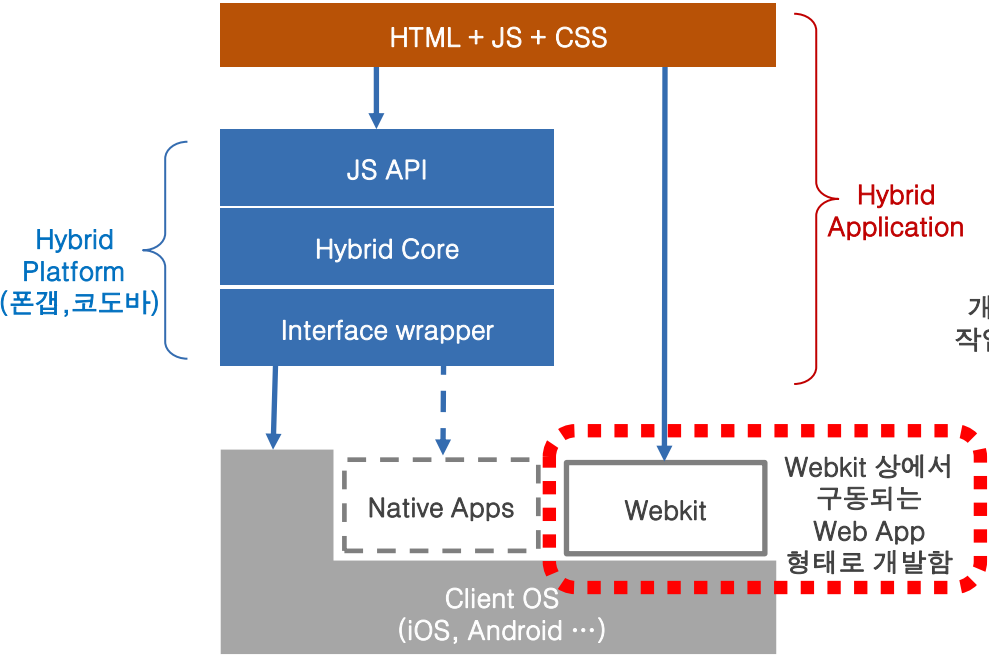 HTML + JS + CSS
JS API
Hybrid Core
Interface wrapper
Hybrid
Platform
(폰갭,코도바)
Hybrid
Application
개
Native Apps
Webkit
Webkit 상에서
구동되는
Web App
형태로 개발함
Client OS
(iOS, Android …)